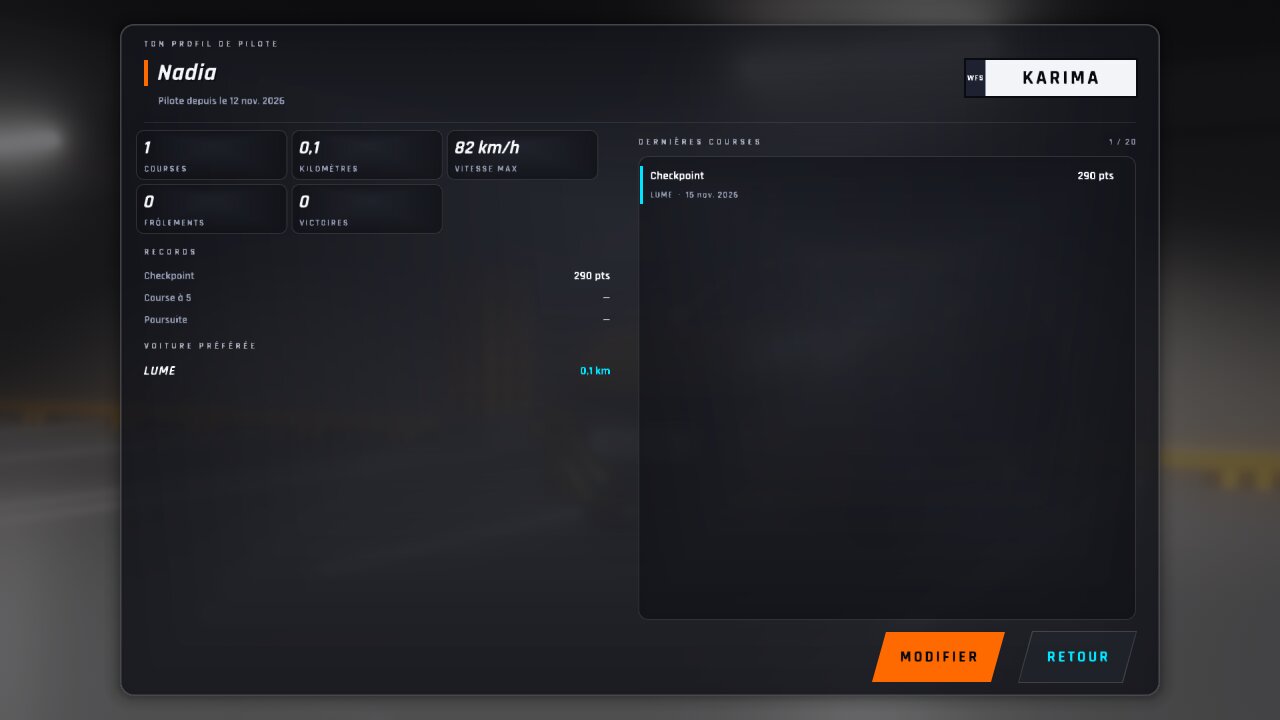 TON PROFIL DE PILOTE
Nadia
Pilote depuis le 12 nov. 2026
WFS
KARIMA
1
COURSES
0,1
KILOMÈTRES
82 km/h
VITESSE MAX
0
FRÔLEMENTS
0
VICTOIRES
RECORDS
Checkpoint 290 pts
Course à 5 —
Poursuite —
VOITURE PRÉFÉRÉE
LUME 0,1 km
DERNIÈRES COURSES 1 / 20
Checkpoint 290 pts
LUME · 15 nov. 2026
MODIFIER
RETOUR